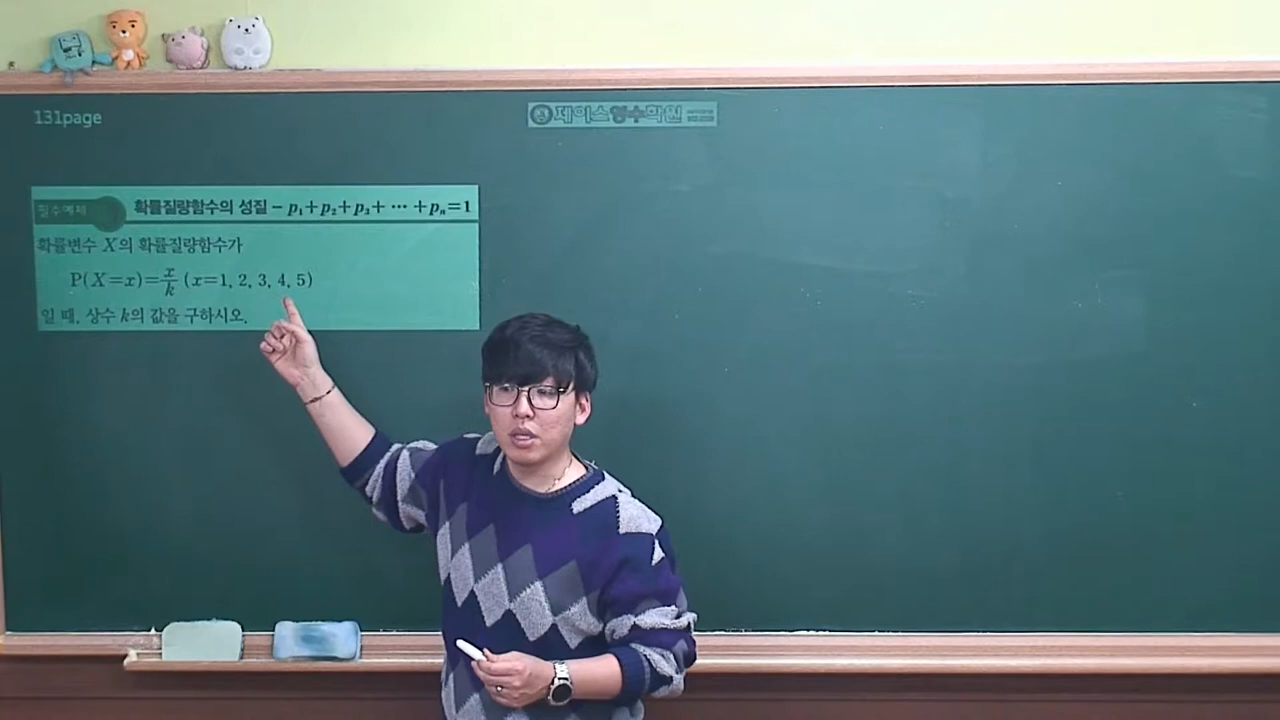 131page
제이스영수학원
필수예제 확률질량함수의 성질 - p₁+p₂+p₃+ ⋯ +pₙ=1
확률변수 X의 확률질량함수가
P(X=x)=x/k (x=1, 2, 3, 4, 5)
일 때, 상수 k의 값을 구하시오.